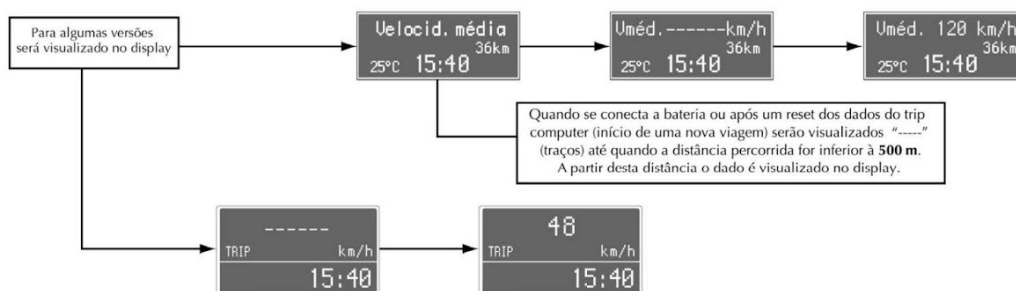 Para algumas versões
será visualizado no display
Velocid. média
36km
25°C 15:40
Vméd.------km/h
36km
25°C 15:40
Vméd. 120 km/h
36km
25°C 15:40
Quando se conecta a bateria ou após um reset dos dados do trip
computer (início de uma nova viagem) serão visualizados “-----”
(traços) até quando a distância percorrida for inferior à 500 m.
A partir desta distância o dado é visualizado no display.
------
TRIP km/h
15:40
48
TRIP km/h
15:40